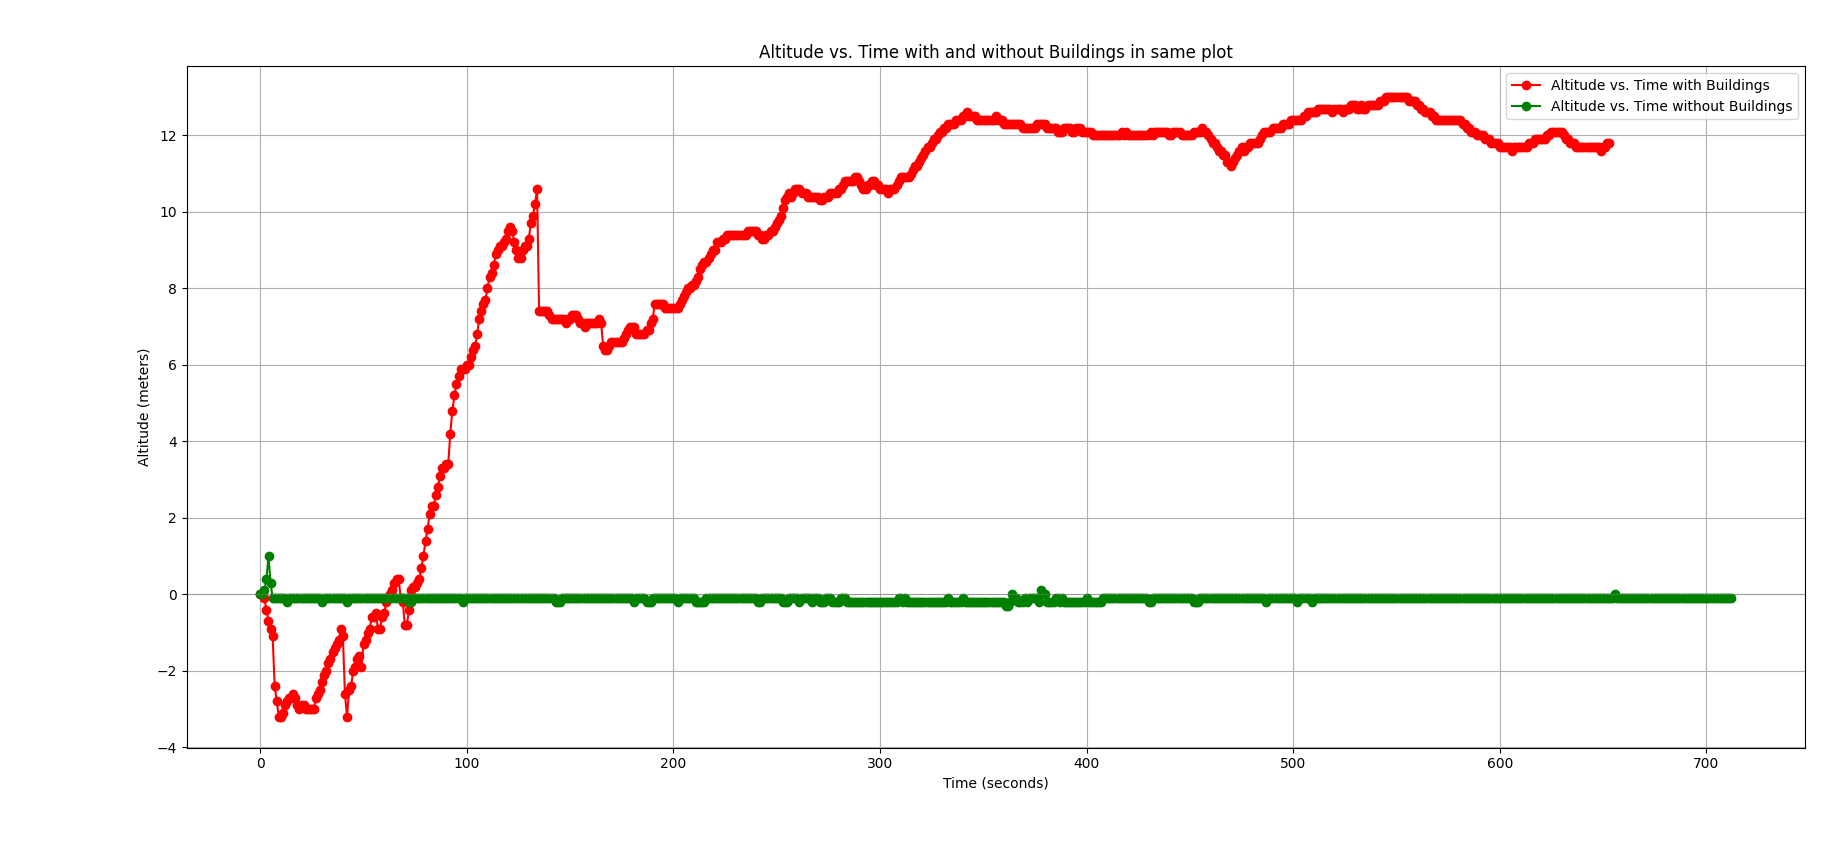 Altitude vs. Time with and without Buildings in same plot
Altitude vs. Time with Buildings
Altitude vs. Time without Buildings
Altitude (meters)
12
10
8
6
4
2
0
−2
−4
0 100 200 300 400 500 600 700
Time (seconds)